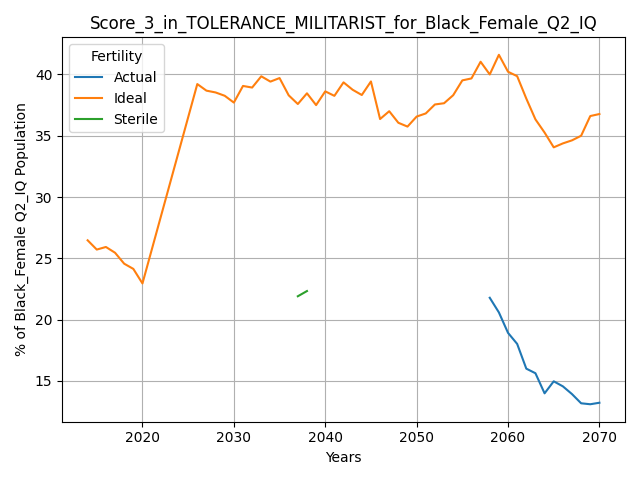 Score_3_in_TOLERANCE_MILITARIST_for_Black_Female_Q2_IQ
Fertility
Actual
Ideal
Sterile
% of Black_Female Q2_IQ Population
40
35
30
25
20
15
2020
2030
2040
2050
2060
2070
Years